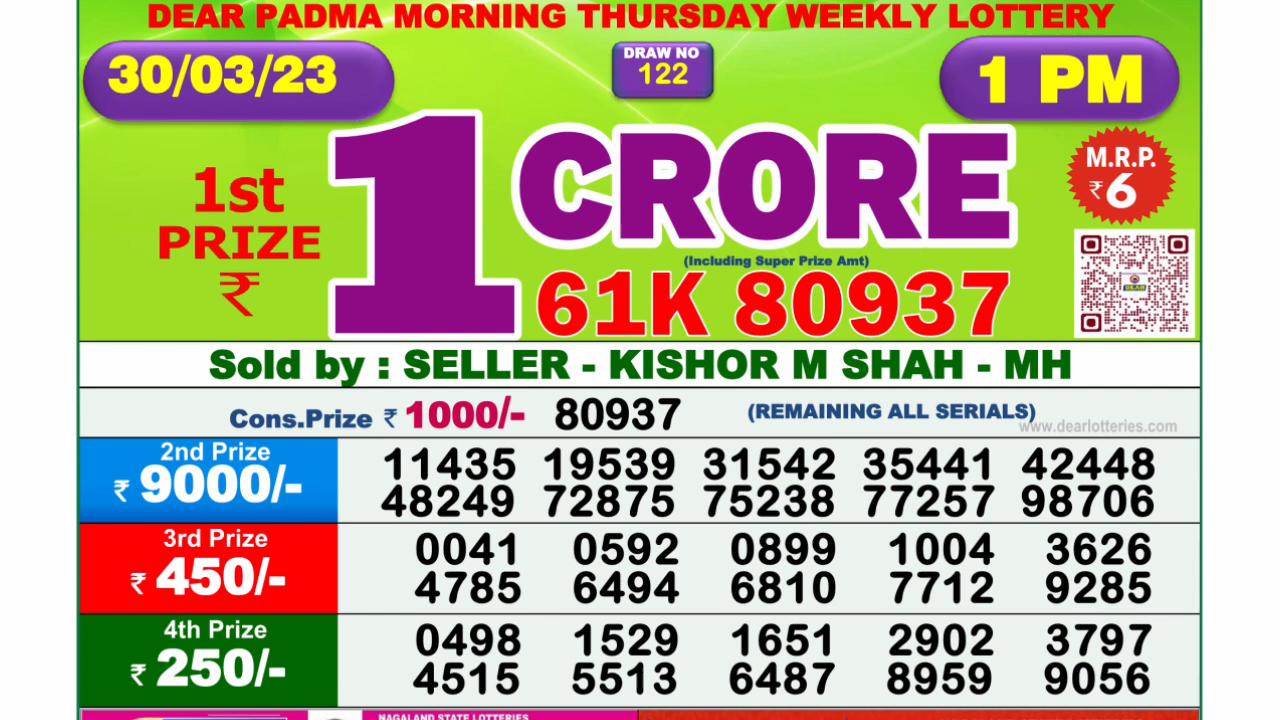 DEAR PADMA MORNING THURSDAY WEEKLY LOTTERY
30/03/23
DRAW NO
122
1 PM
1st
PRIZE
₹
1 CRORE
(Including Super Prize Amt)
61K 80937
M.R.P.
₹6
DEAR
Sold by : SELLER - KISHOR M SHAH - MH
Cons.Prize ₹ 1000/- 80937 (REMAINING ALL SERIALS)
www.dearlotteries.com
2nd Prize
₹ 9000/-
11435 19539 31542 35441 42448
48249 72875 75238 77257 98706
3rd Prize
₹ 450/-
0041 0592 0899 1004 3626
4785 6494 6810 7712 9285
4th Prize
₹ 250/-
0498 1529 1651 2902 3797
4515 5513 6487 8959 9056
NAGALAND STATE LOTTERIES